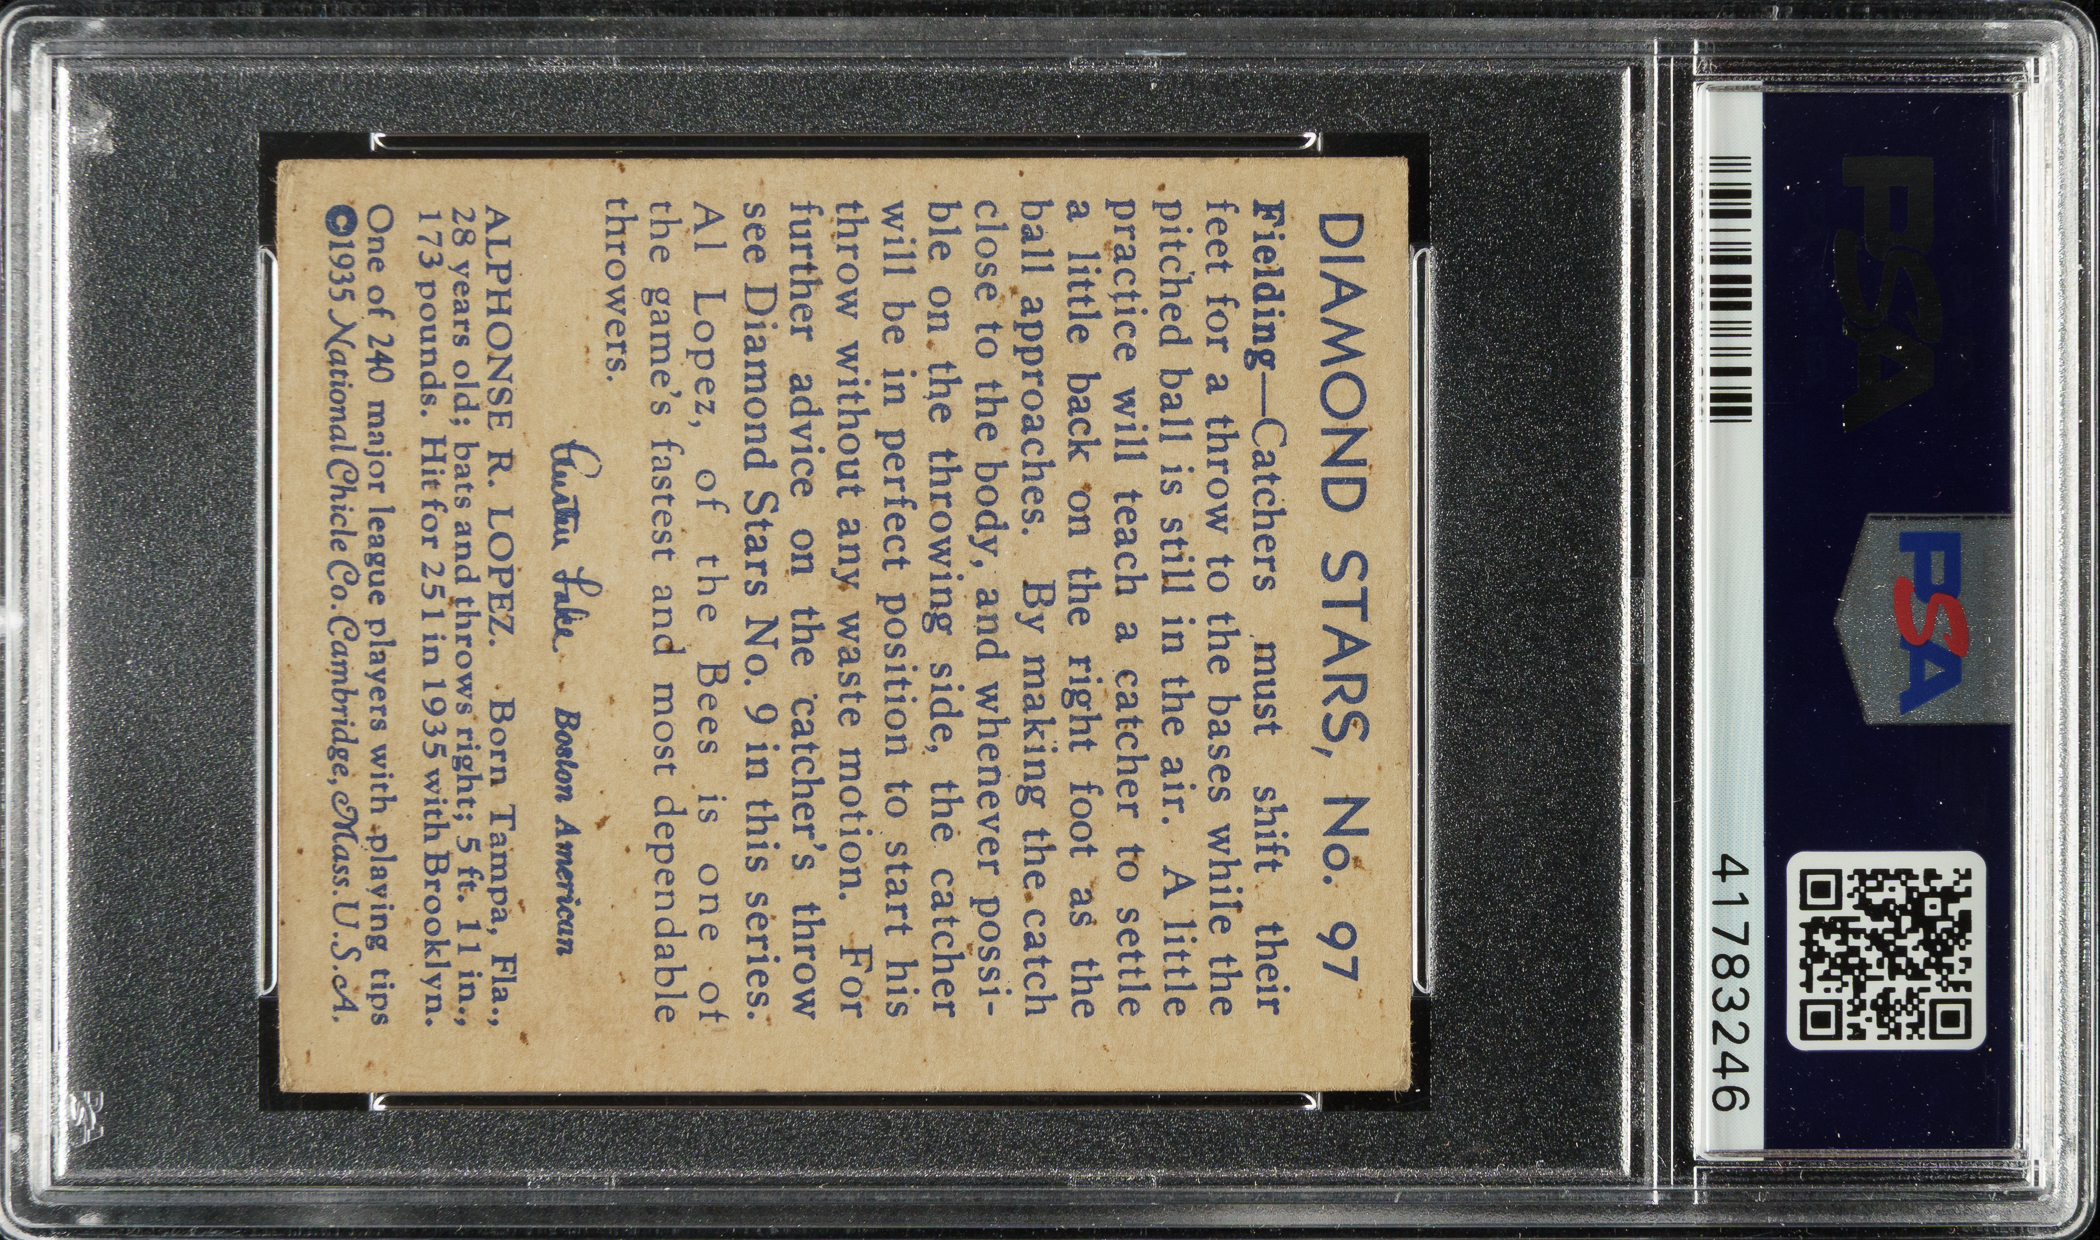 PSA
PSA
41783246
DIAMOND STARS, No. 97
Fielding—Catchers must shift their
feet for a throw to the bases while the
pitched ball is still in the air. A little
practice will teach a catcher to settle
a little back on the right foot as the
ball approaches. By making the catch
close to the body, and whenever possi-
ble on the throwing side, the catcher
will be in perfect position to start his
throw without any waste motion. For
further advice on the catcher's throw
see Diamond Stars No. 9 in this series.
Al Lopez, of the Bees is one of
the game's fastest and most dependable
throwers.
Austin Lake Boston American
ALPHONSE R. LOPEZ. Born Tampa, Fla.,
28 years old; bats and throws right; 5 ft. 11 in.,
173 pounds. Hit for 251 in 1935 with Brooklyn.
One of 240 major league players with playing tips
©1935 National Chicle Co. Cambridge, Mass. U.S.A.
PSA